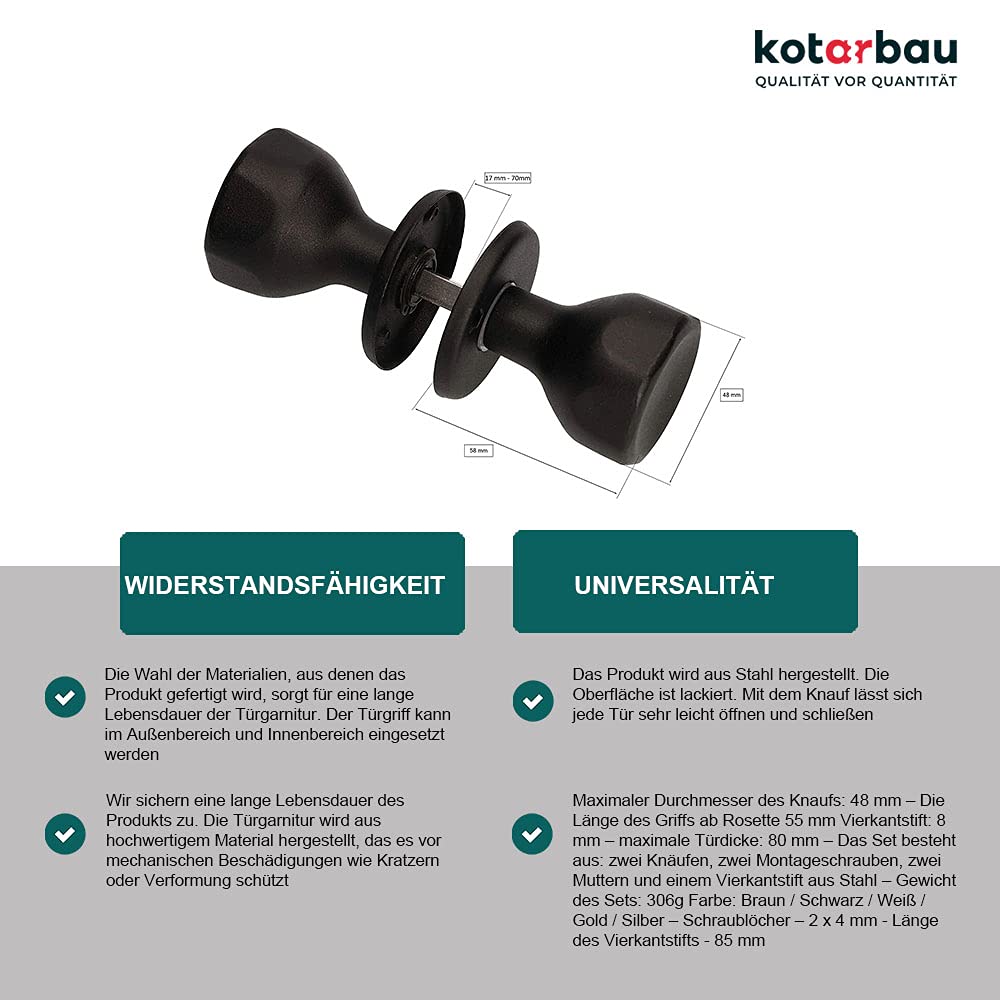 kotarbau
QUALITÄT VOR QUANTITÄT
17 mm - 70mm
48 mm
58 mm
WIDERSTANDSFÄHIGKEIT
Die Wahl der Materialien, aus denen das
Produkt gefertigt wird, sorgt für eine lange
Lebensdauer der Türgarnitur. Der Türgriff kann
im Außenbereich und Innenbereich eingesetzt
werden
Wir sichern eine lange Lebensdauer des
Produkts zu. Die Türgarnitur wird aus
hochwertigem Material hergestellt, das es vor
mechanischen Beschädigungen wie Kratzern
oder Verformung schützt
UNIVERSALITÄT
Das Produkt wird aus Stahl hergestellt. Die
Oberfläche ist lackiert. Mit dem Knauf lässt sich
jede Tür sehr leicht öffnen und schließen
Maximaler Durchmesser des Knaufs: 48 mm – Die
Länge des Griffs ab Rosette 55 mm Vierkantstift: 8
mm – maximale Türdicke: 80 mm – Das Set besteht
aus: zwei Knäufen, zwei Montageschrauben, zwei
Muttern und einem Vierkantstift aus Stahl – Gewicht
des Sets: 306g Farbe: Braun / Schwarz / Weiß /
Gold / Silber – Schraublöcher – 2 x 4 mm - Länge
des Vierkantstifts - 85 mm